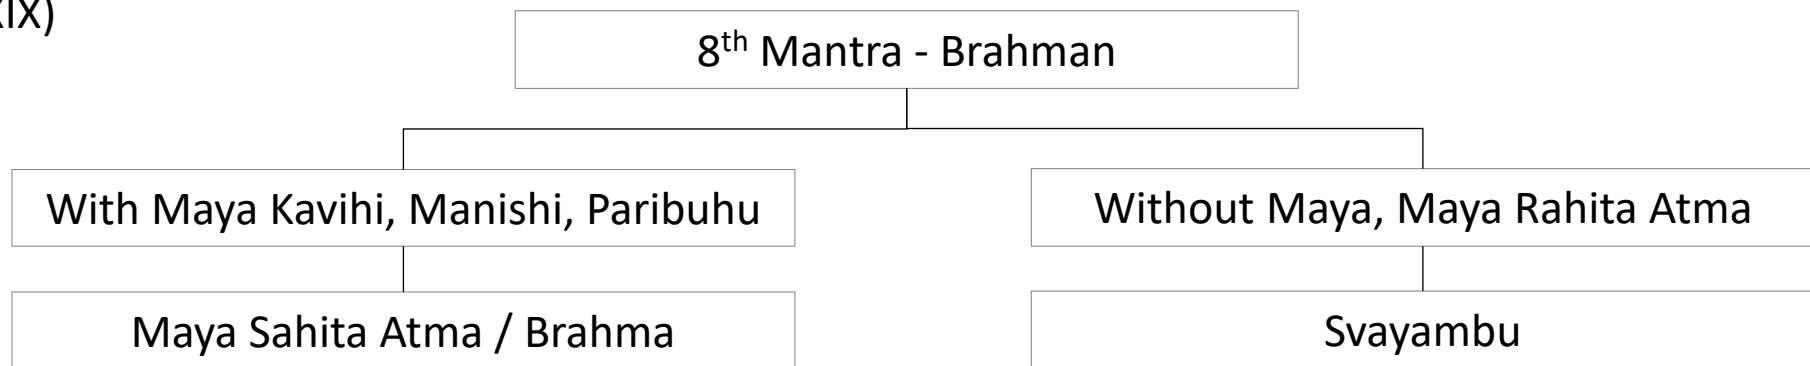 XIX)
8th Mantra - Brahman
With Maya Kavihi, Manishi, Paribuhu
Without Maya, Maya Rahita Atma
Maya Sahita Atma / Brahma
Svayambu